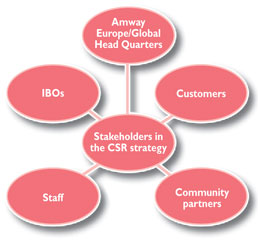 Amway
Europe/Global
Head Quarters
IBOs
Customers
Stakeholders in
the CSR strategy
Staff
Community
partners